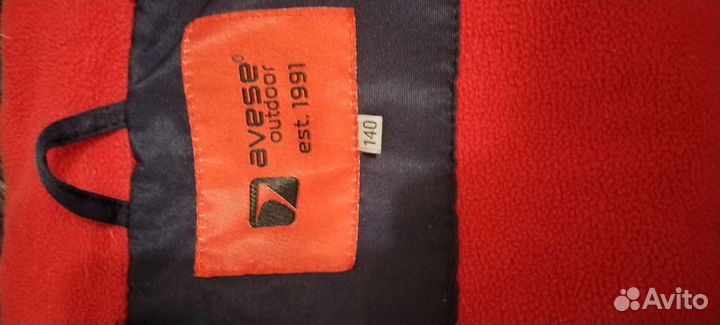 avese®
outdoor
est. 1991
140
Avito